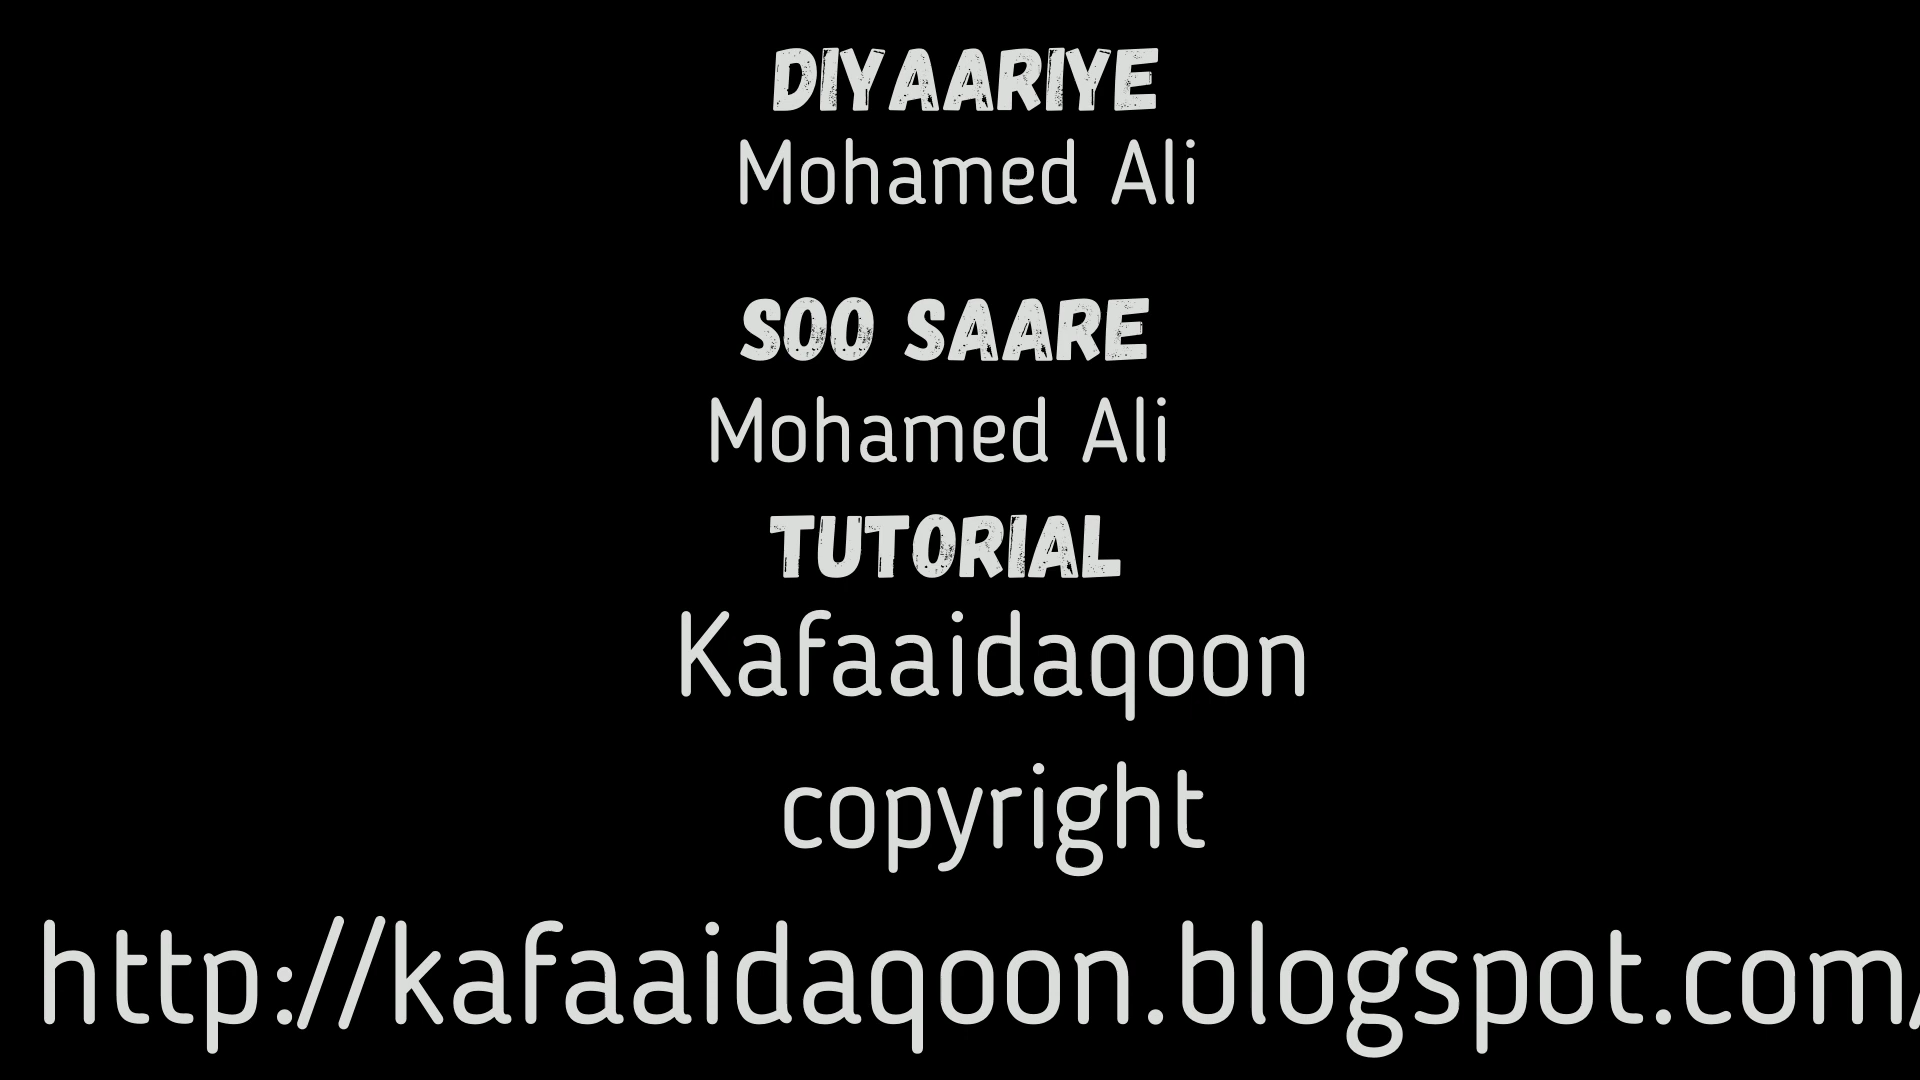 DIYAARIYE
Mohamed Ali
SOO SAARE
Mohamed Ali
TUTORIAL
Kafaaidaqoon
copyright
http://kafaaidaqoon.blogspot.com/